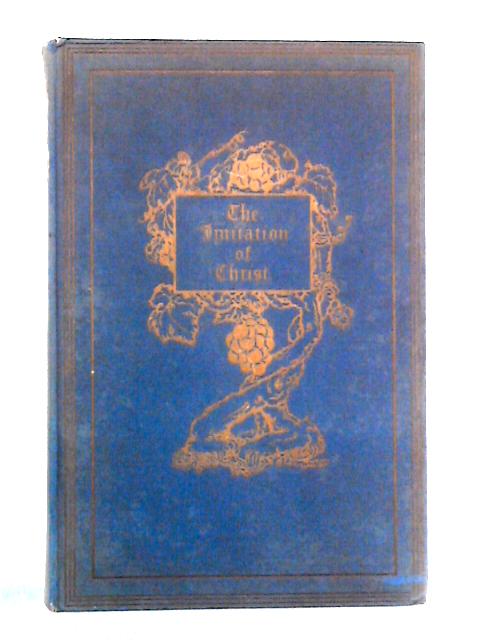 The
Imitation
of
Christ